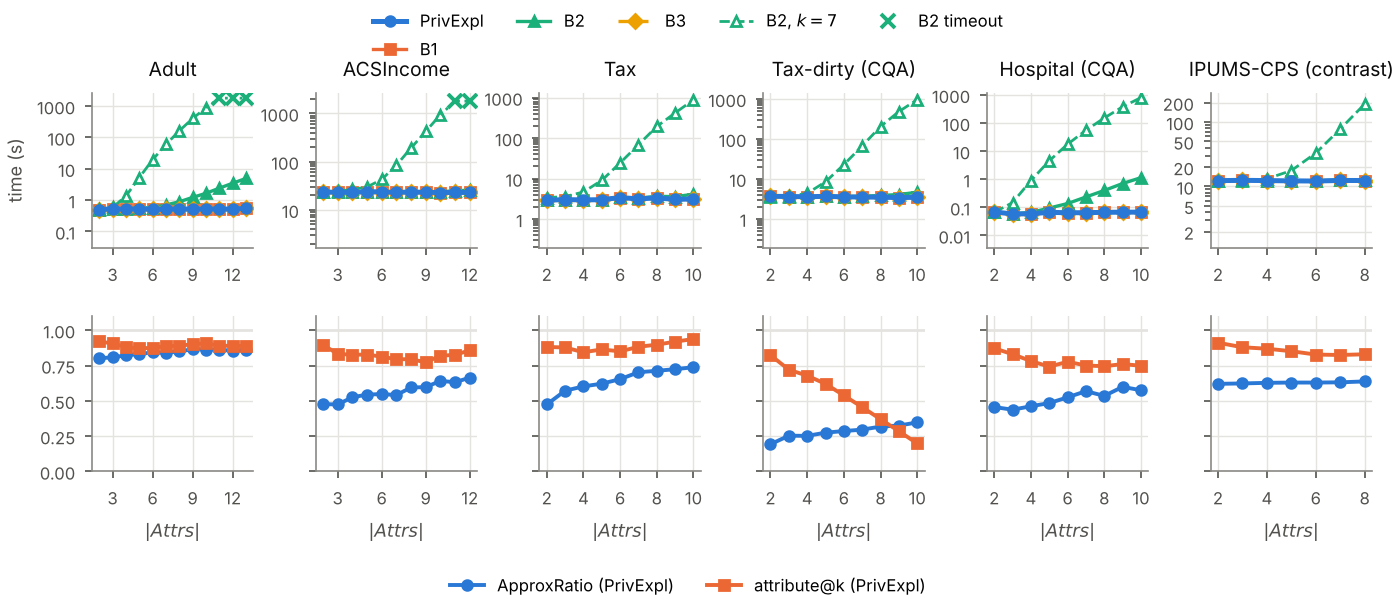 PrivExpl B2 B3 B2, k = 7 B2 timeout
B1
Adult ACSIncome Tax Tax-dirty (CQA) Hospital (CQA) IPUMS-CPS (contrast)
time (s)
1000 100 10 1 0.1
1000 100 10
1000 100 10 1
1000 100 10 1
1000 100 10 1 0.1 0.01
200 100 50 20 10 5 2
3 6 9 12
3 6 9 12
2 4 6 8 10
2 4 6 8 10
2 4 6 8 10
2 4 6 8
1.00 0.75 0.50 0.25 0.00
3 6 9 12
3 6 9 12
2 4 6 8 10
2 4 6 8 10
2 4 6 8 10
2 4 6 8
|Attrs| |Attrs| |Attrs| |Attrs| |Attrs| |Attrs|
ApproxRatio (PrivExpl) attribute@k (PrivExpl)